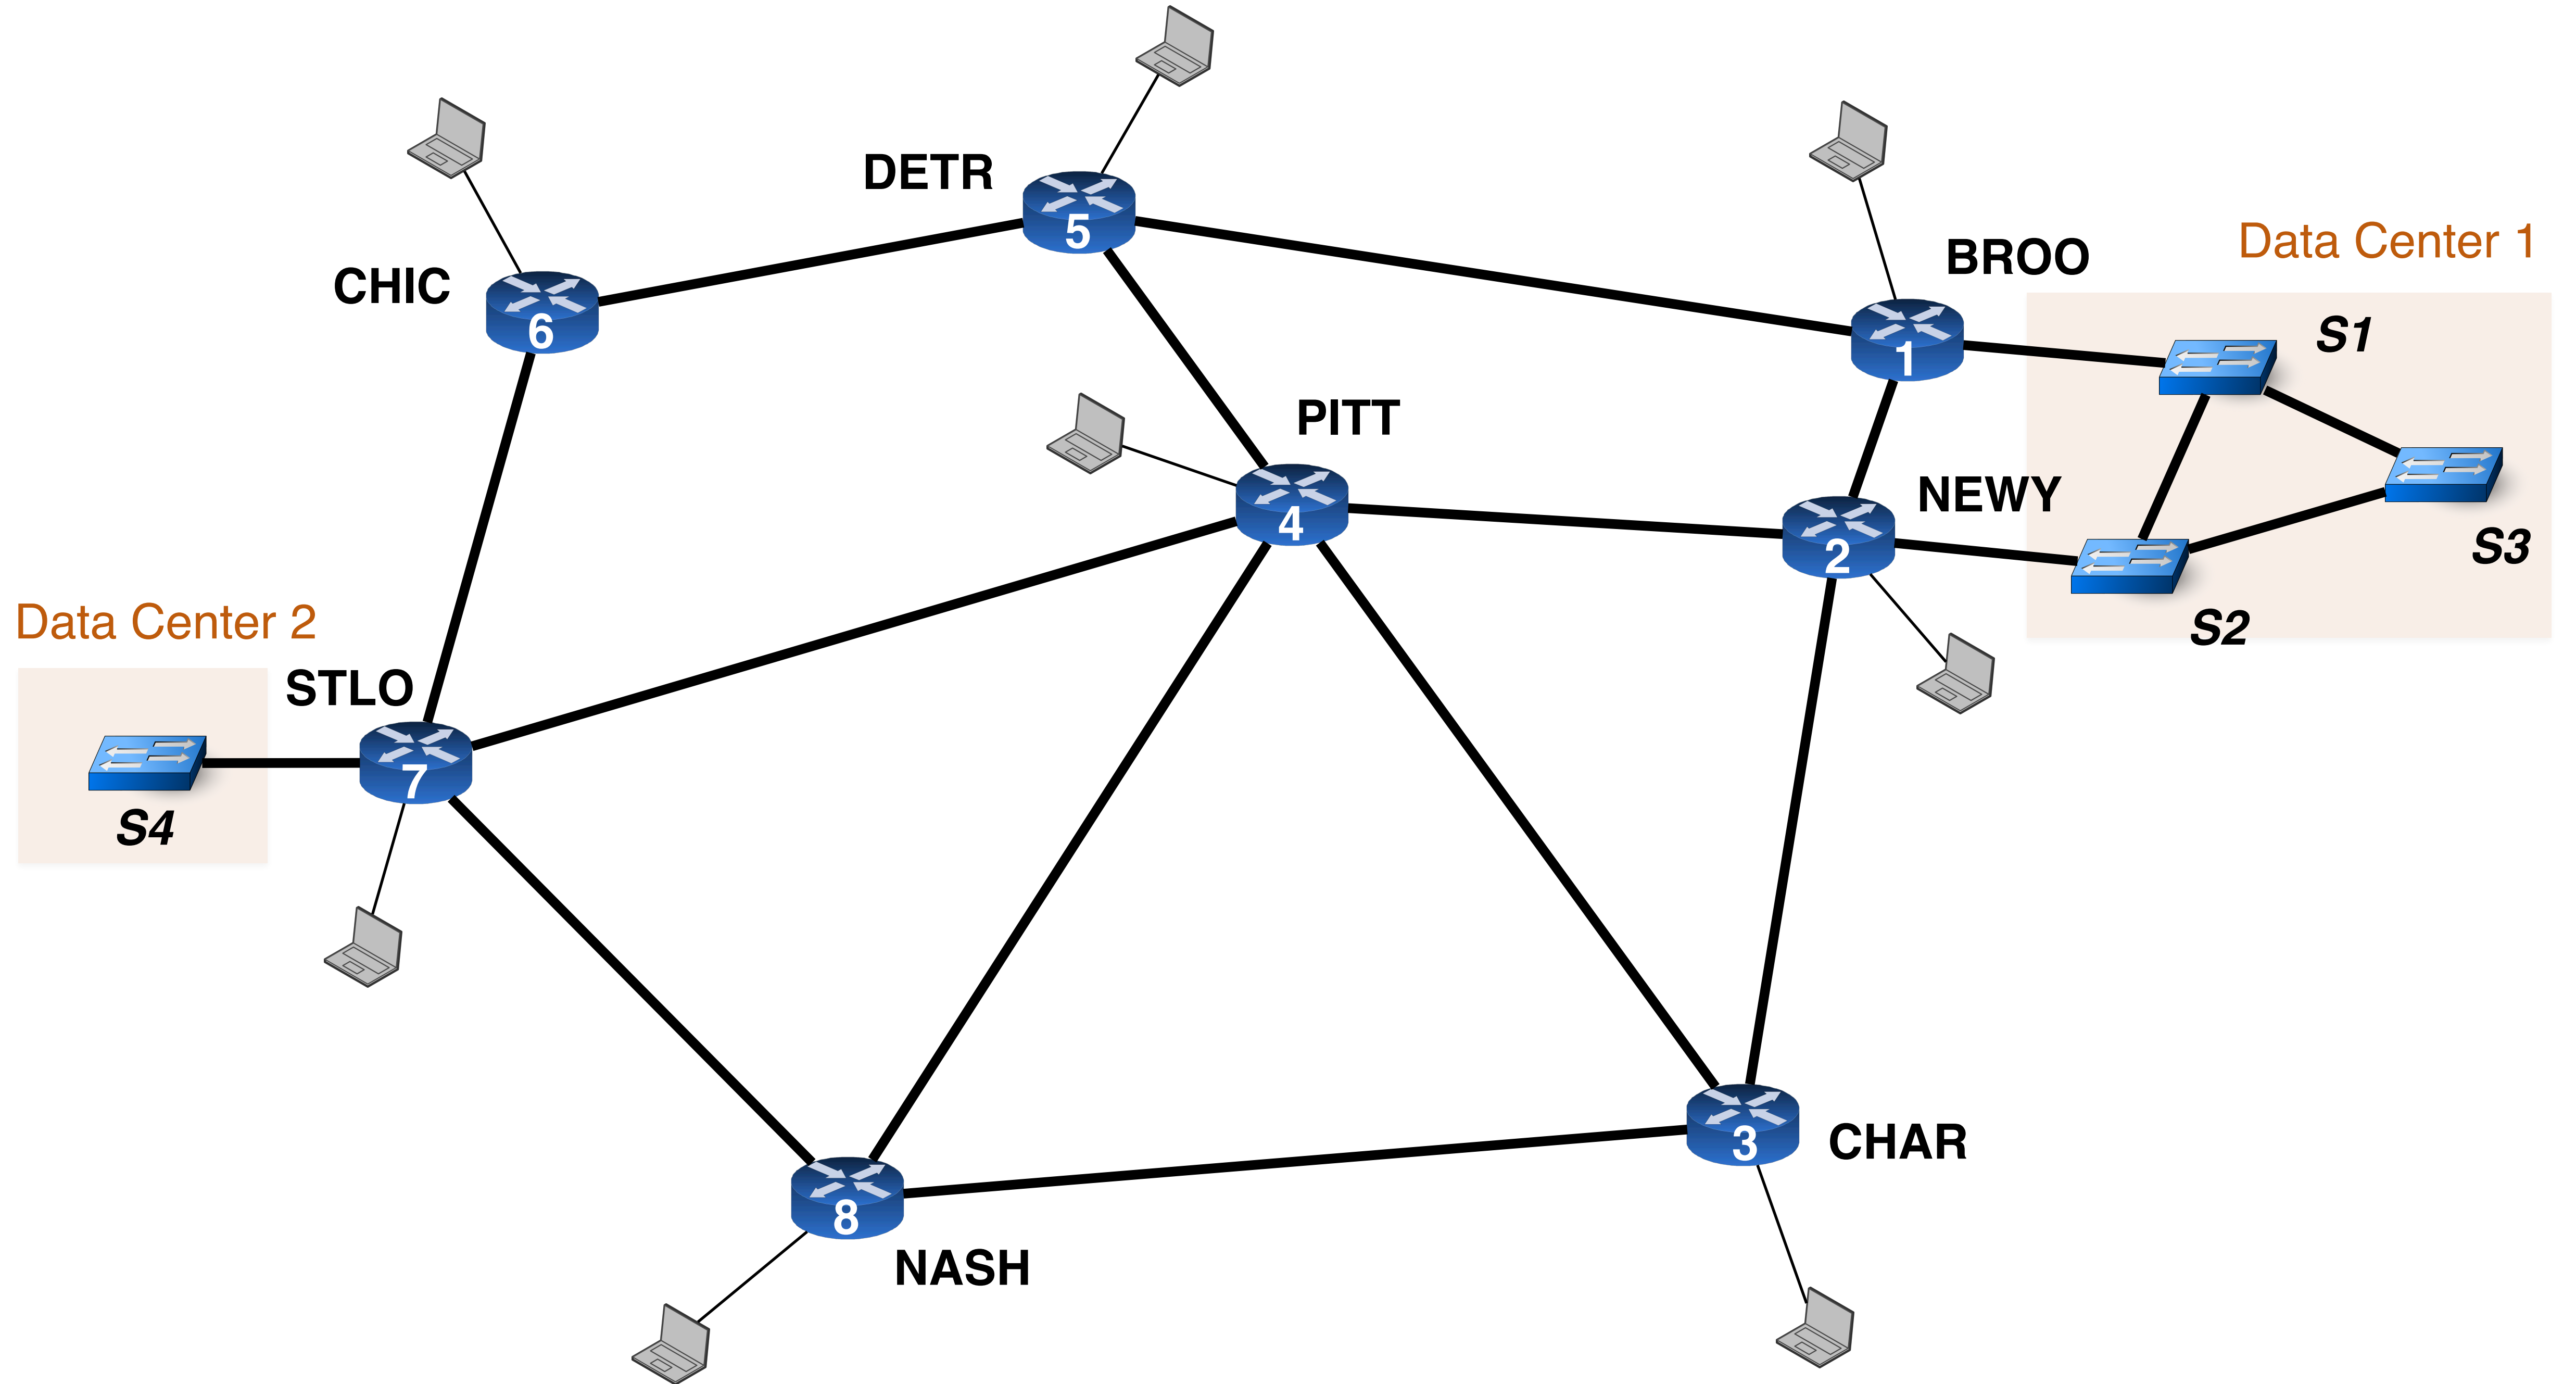 DETR
5
CHIC
6
BROO
1
Data Center 1
S1
PITT
4
NEWY
2
S3
S2
Data Center 2
STLO
7
S4
CHAR
3
8
NASH